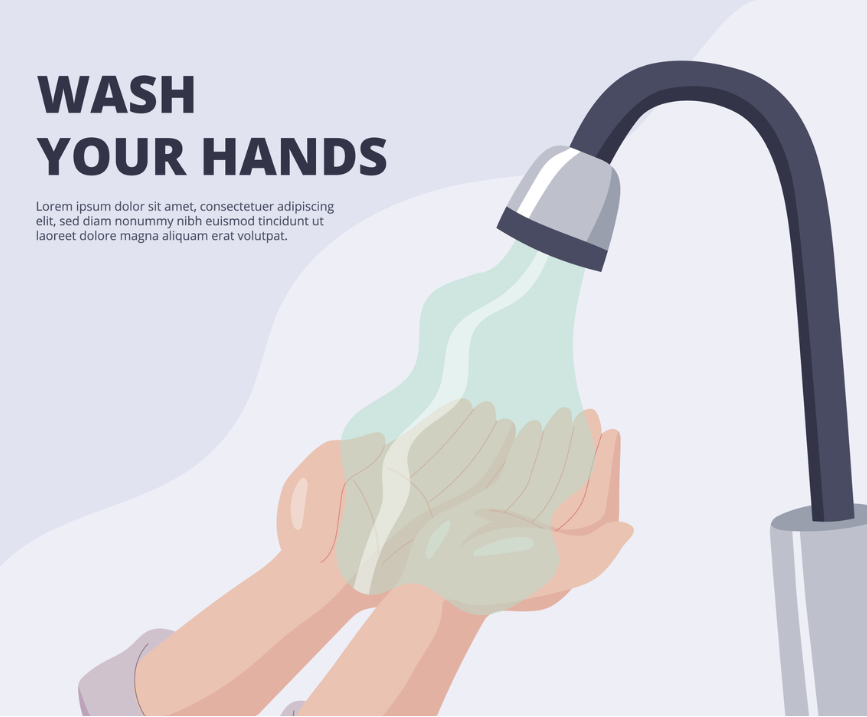 WASH
YOUR HANDS
Lorem ipsum dolor sit amet, consectetuer adipiscing
elit, sed diam nonummy nibh euismod tincidunt ut
laoreet dolore magna aliquam erat volutpat.